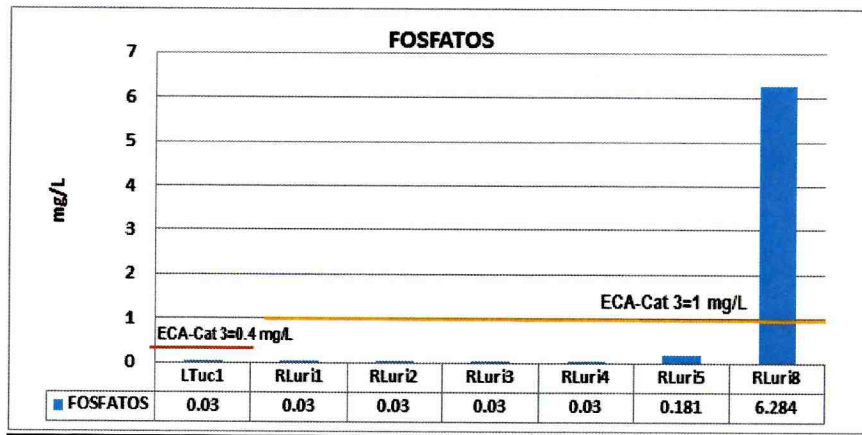 FOSFATOS
7
6
5
4
3
2
1
0
mg/L
ECA-Cat 3=1 mg/L
ECA-Cat 3=0.4 mg/L
LTuc1 RLuri1 RLuri2 RLuri3 RLuri4 RLuri5 RLuri8
FOSFATOS 0.03 0.03 0.03 0.03 0.03 0.181 6.284